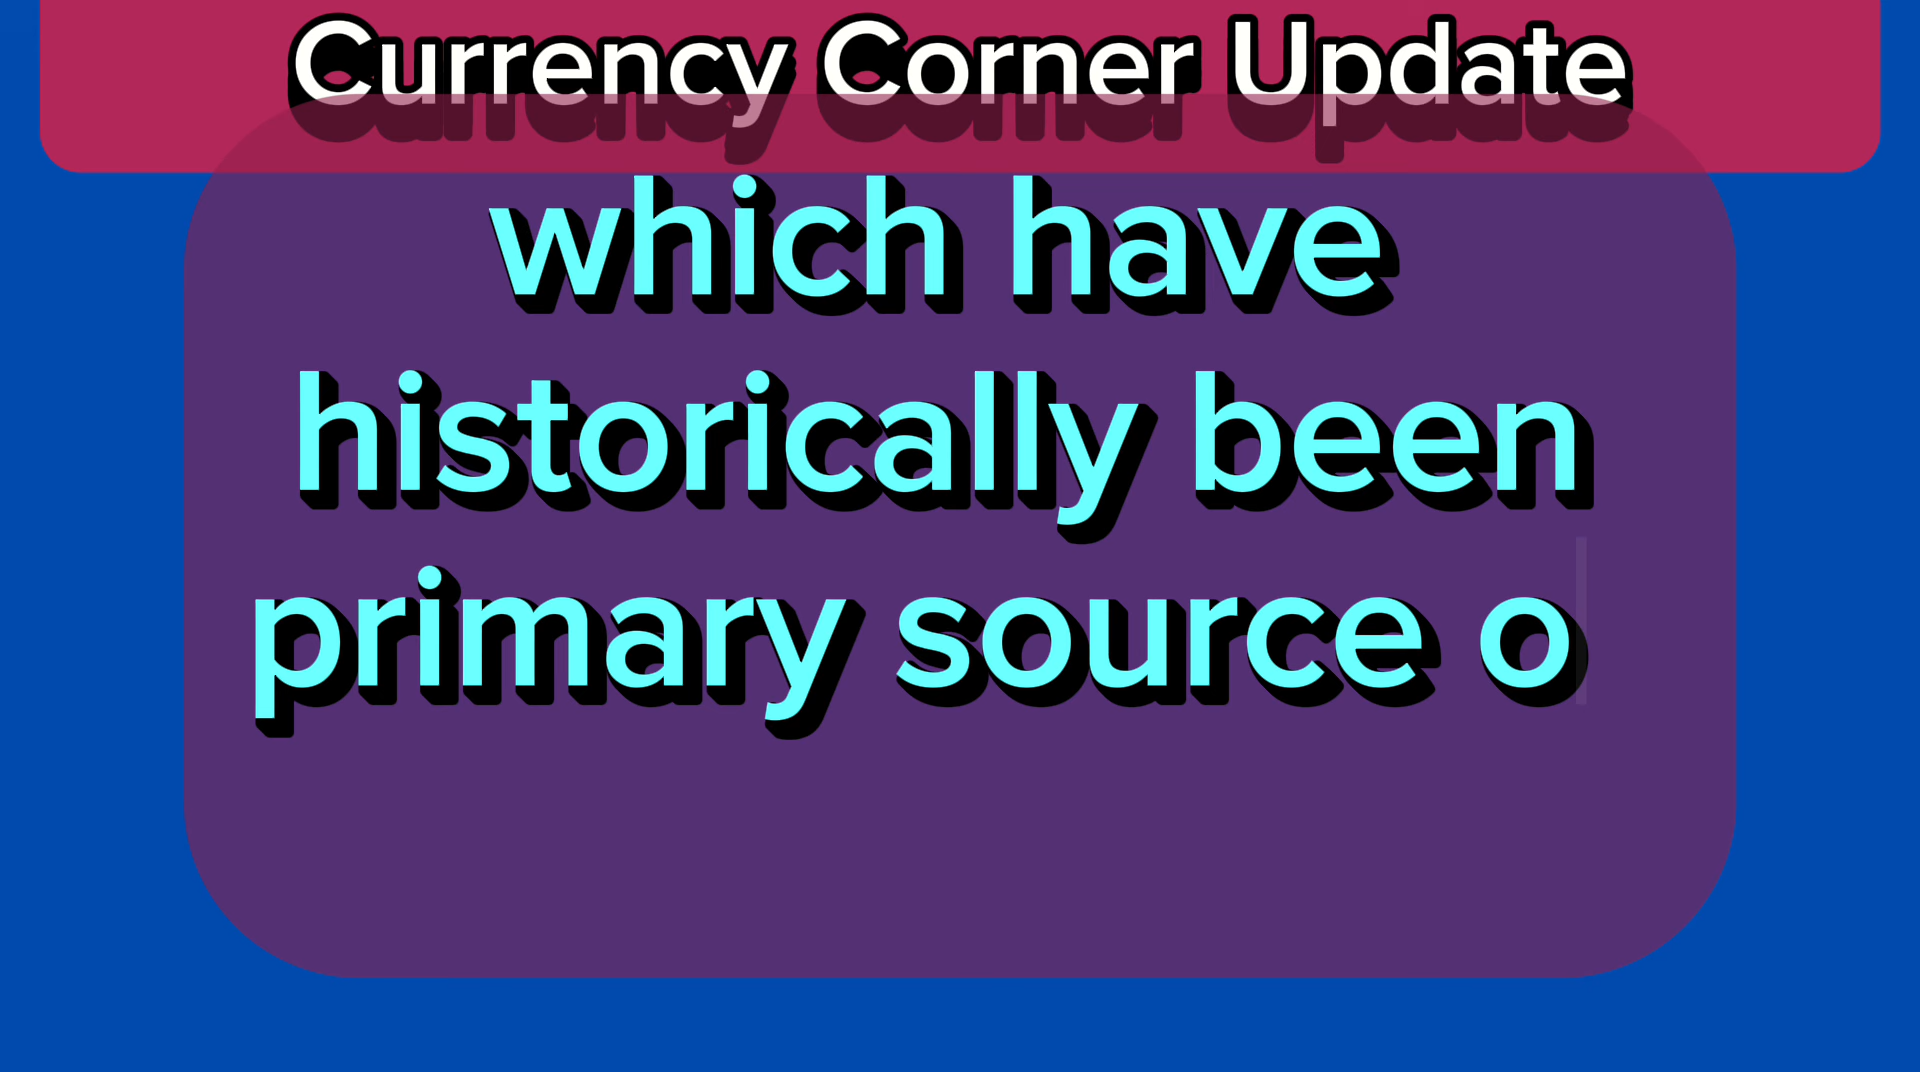 Currency Corner Update
which have
historically been
primary source o